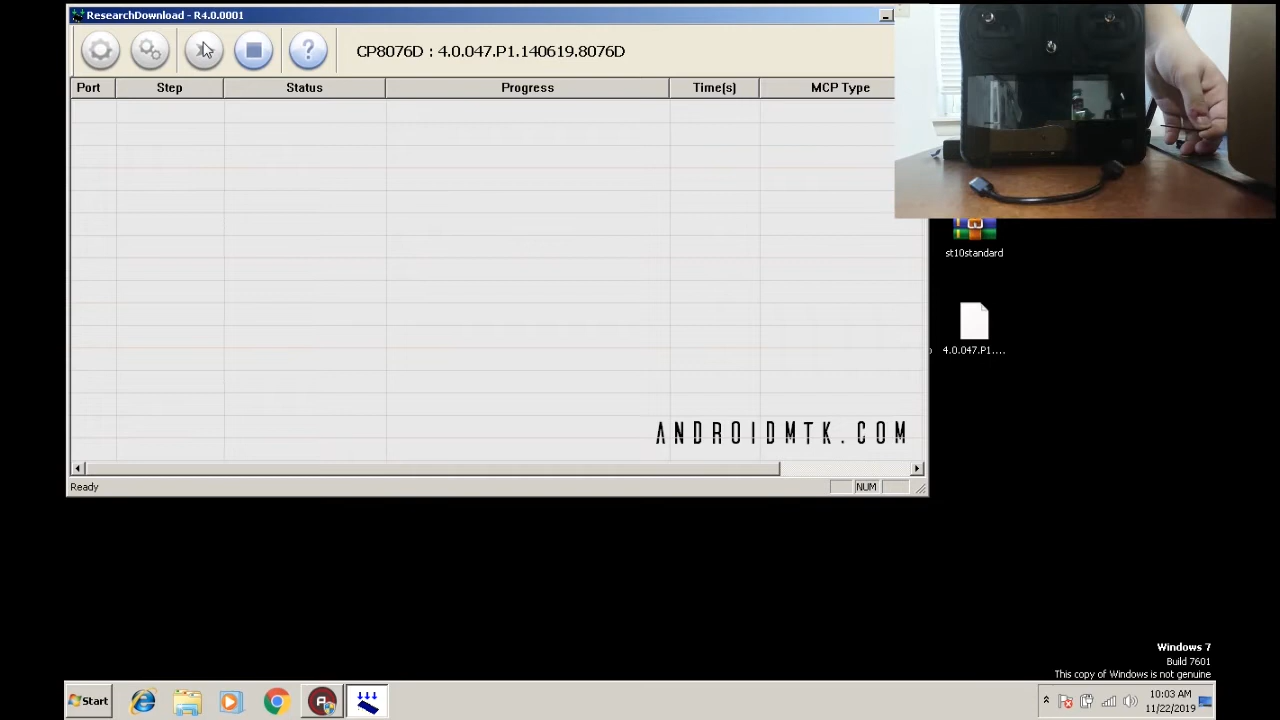 ResearchDownload - R4.0.0001
CP8076D : 4.0.047.P1.140619.8076D
Port Step Status Progress Time(s) MCP Type
st10standard
4.0.047.P1....
ANDROIDMTK.COM
Ready NUM
Windows 7
Build 7601
This copy of Windows is not genuine
Start
10:03 AM
11/22/2019